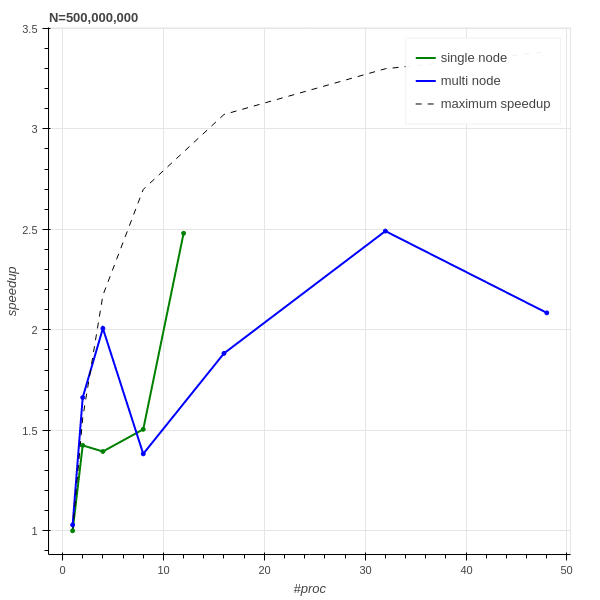 N=500,000,000
3.5
3
2.5
2
1.5
1
speedup
single node
multi node
maximum speedup
0 10 20 30 40 50
#proc